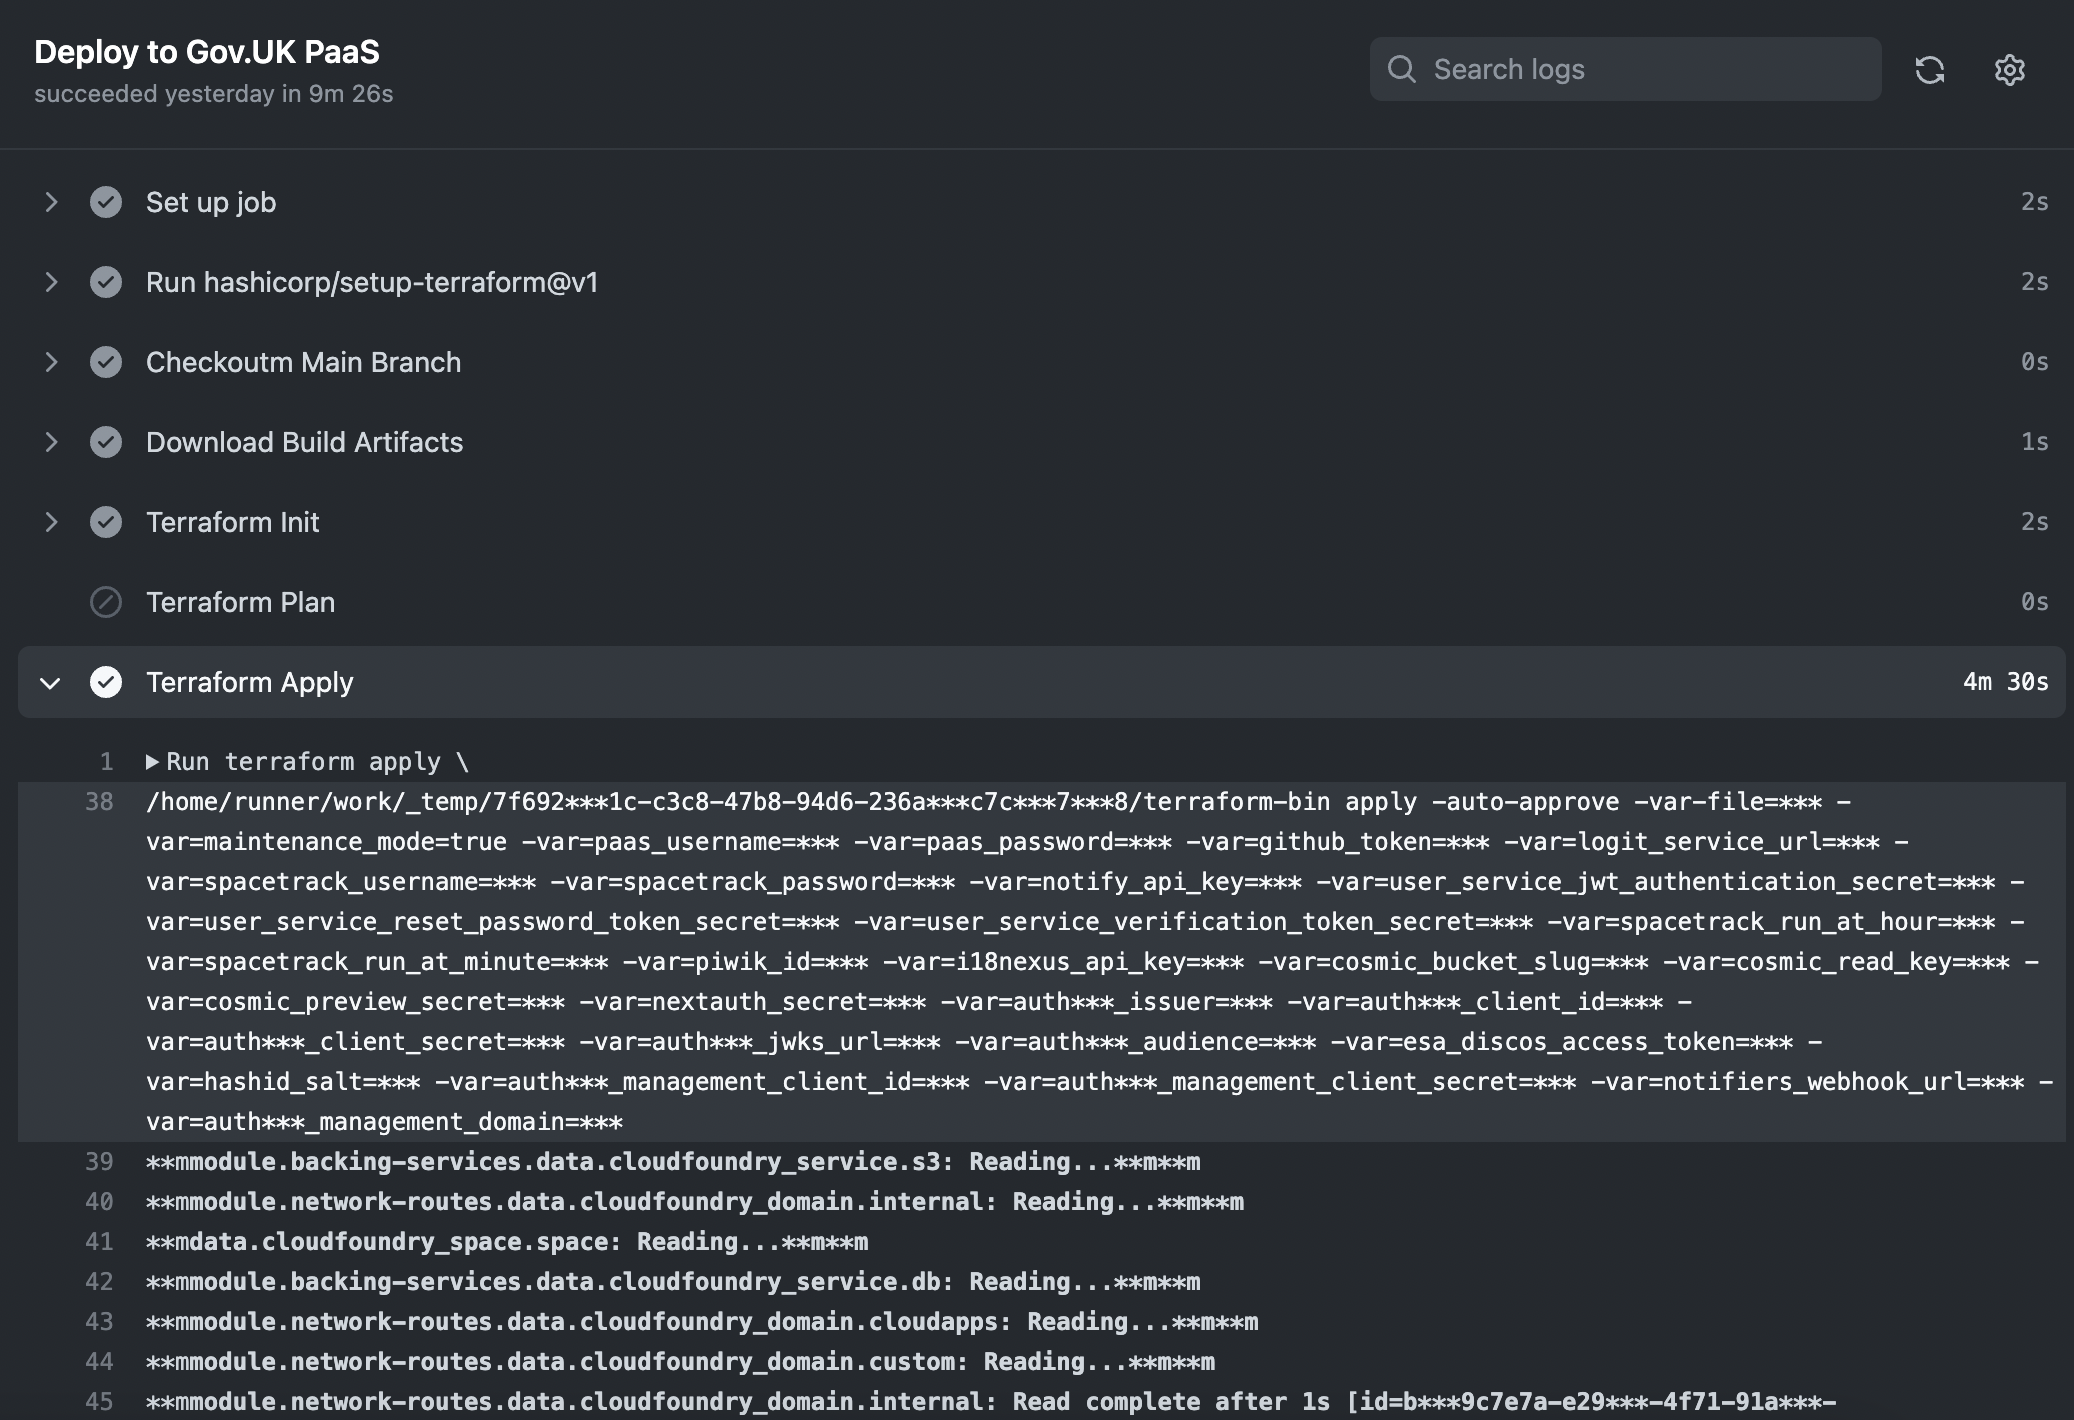 Deploy to Gov.UK PaaS
succeeded yesterday in 9m 26s
Search logs
Set up job 2s
Run hashicorp/setup-terraform@v1 2s
Checkoutm Main Branch 0s
Download Build Artifacts 1s
Terraform Init 2s
Terraform Plan 0s
Terraform Apply 4m 30s
1 Run terraform apply \
38 /home/runner/work/_temp/7f692***1c-c3c8-47b8-94d6-236a***c7c***7***8/terraform-bin apply -auto-approve -var-file=*** -
var=maintenance_mode=true -var=paas_username=*** -var=paas_password=*** -var=github_token=*** -var=logit_service_url=*** -
var=spacetrack_username=*** -var=spacetrack_password=*** -var=notify_api_key=*** -var=user_service_jwt_authentication_secret=*** -
var=user_service_reset_password_token_secret=*** -var=user_service_verification_token_secret=*** -var=spacetrack_run_at_hour=*** -
var=spacetrack_run_at_minute=*** -var=piwik_id=*** -var=i18nexus_api_key=*** -var=cosmic_bucket_slug=*** -var=cosmic_read_key=*** -
var=cosmic_preview_secret=*** -var=nextauth_secret=*** -var=auth***_issuer=*** -var=auth***_client_id=*** -
var=auth***_client_secret=*** -var=auth***_jwks_url=*** -var=auth***_audience=*** -var=esa_discos_access_token=*** -
var=hashid_salt=*** -var=auth***_management_client_id=*** -var=auth***_management_client_secret=*** -var=notifiers_webhook_url=*** -
var=auth***_management_domain=***
39 **mmodule.backing-services.data.cloudfoundry_service.s3: Reading...**m**m
40 **mmodule.network-routes.data.cloudfoundry_domain.internal: Reading...**m**m
41 **mdata.cloudfoundry_space.space: Reading...**m**m
42 **mmodule.backing-services.data.cloudfoundry_service.db: Reading...**m**m
43 **mmodule.network-routes.data.cloudfoundry_domain.cloudapps: Reading...**m**m
44 **mmodule.network-routes.data.cloudfoundry_domain.custom: Reading...**m**m
45 **mmodule.network-routes.data.cloudfoundry_domain.internal: Read complete after 1s [id=b***9c7e7a-e29***-4f71-91a***-